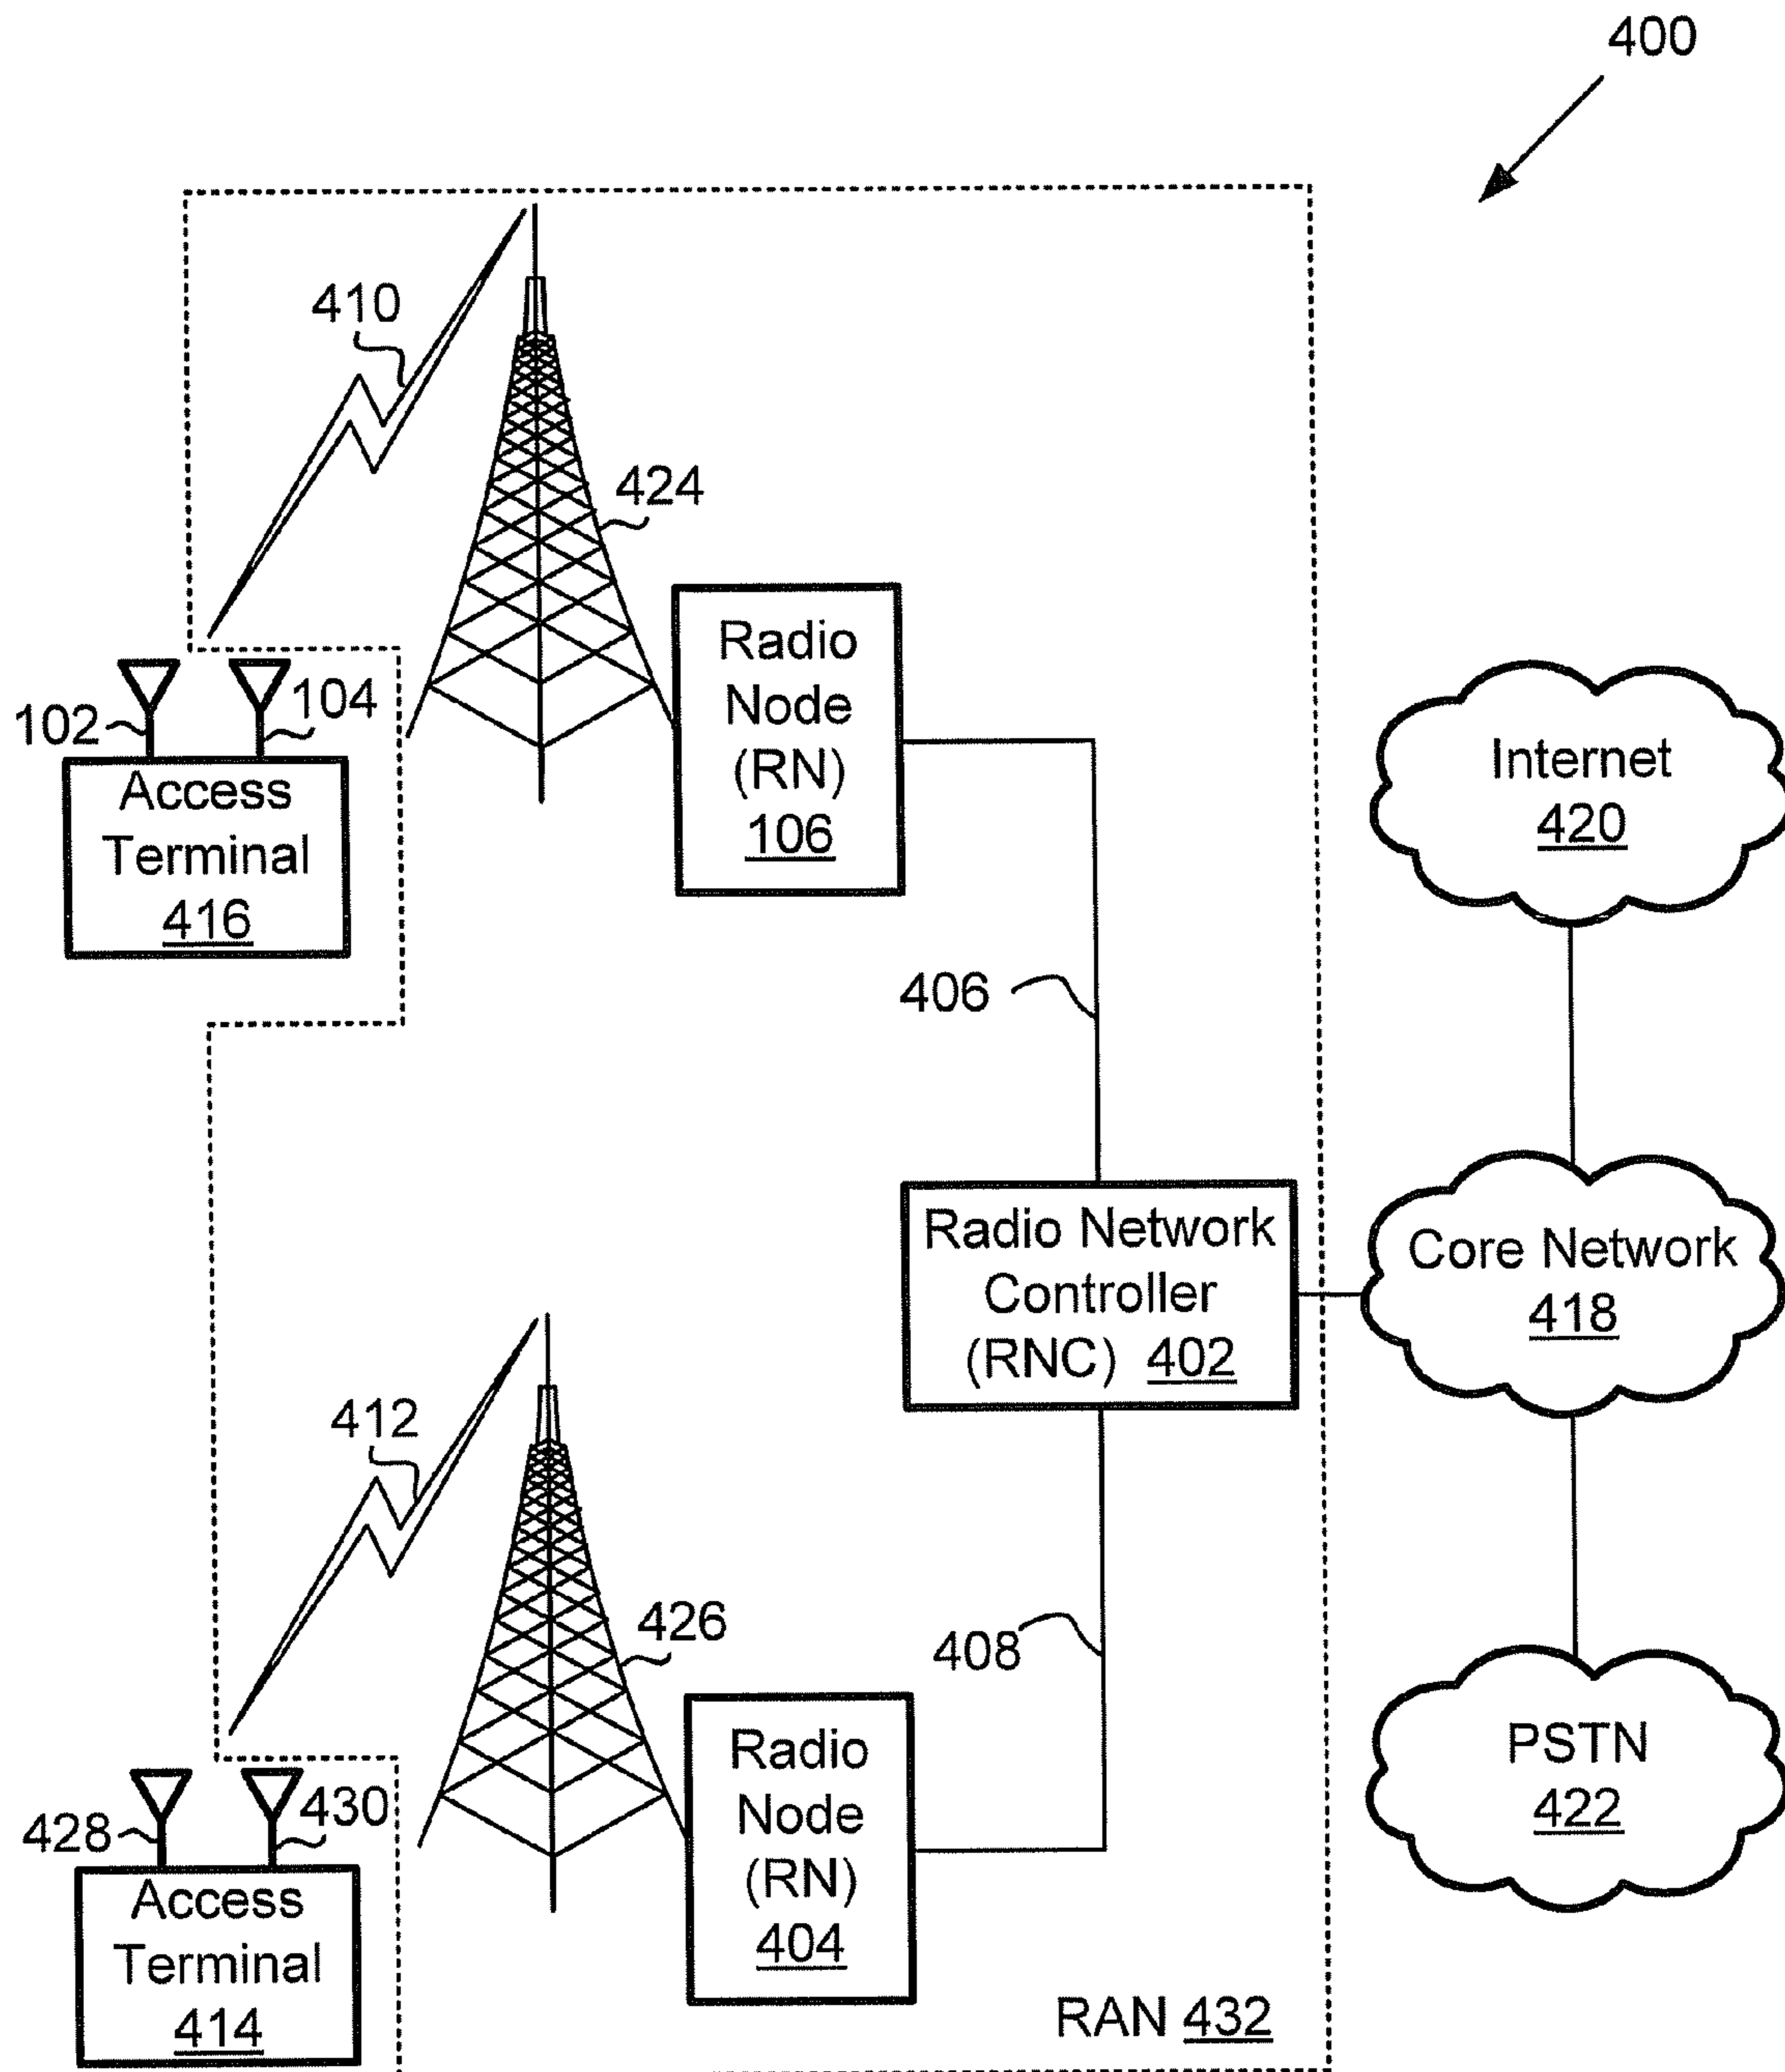 400
410
424
102
104
Access
Terminal
416
Radio
Node
(RN)
106
Internet
420
406
Radio Network
Controller
(RNC) 402
Core Network
418
412
426
408
428
430
Access
Terminal
414
Radio
Node
(RN)
404
PSTN
422
RAN 432